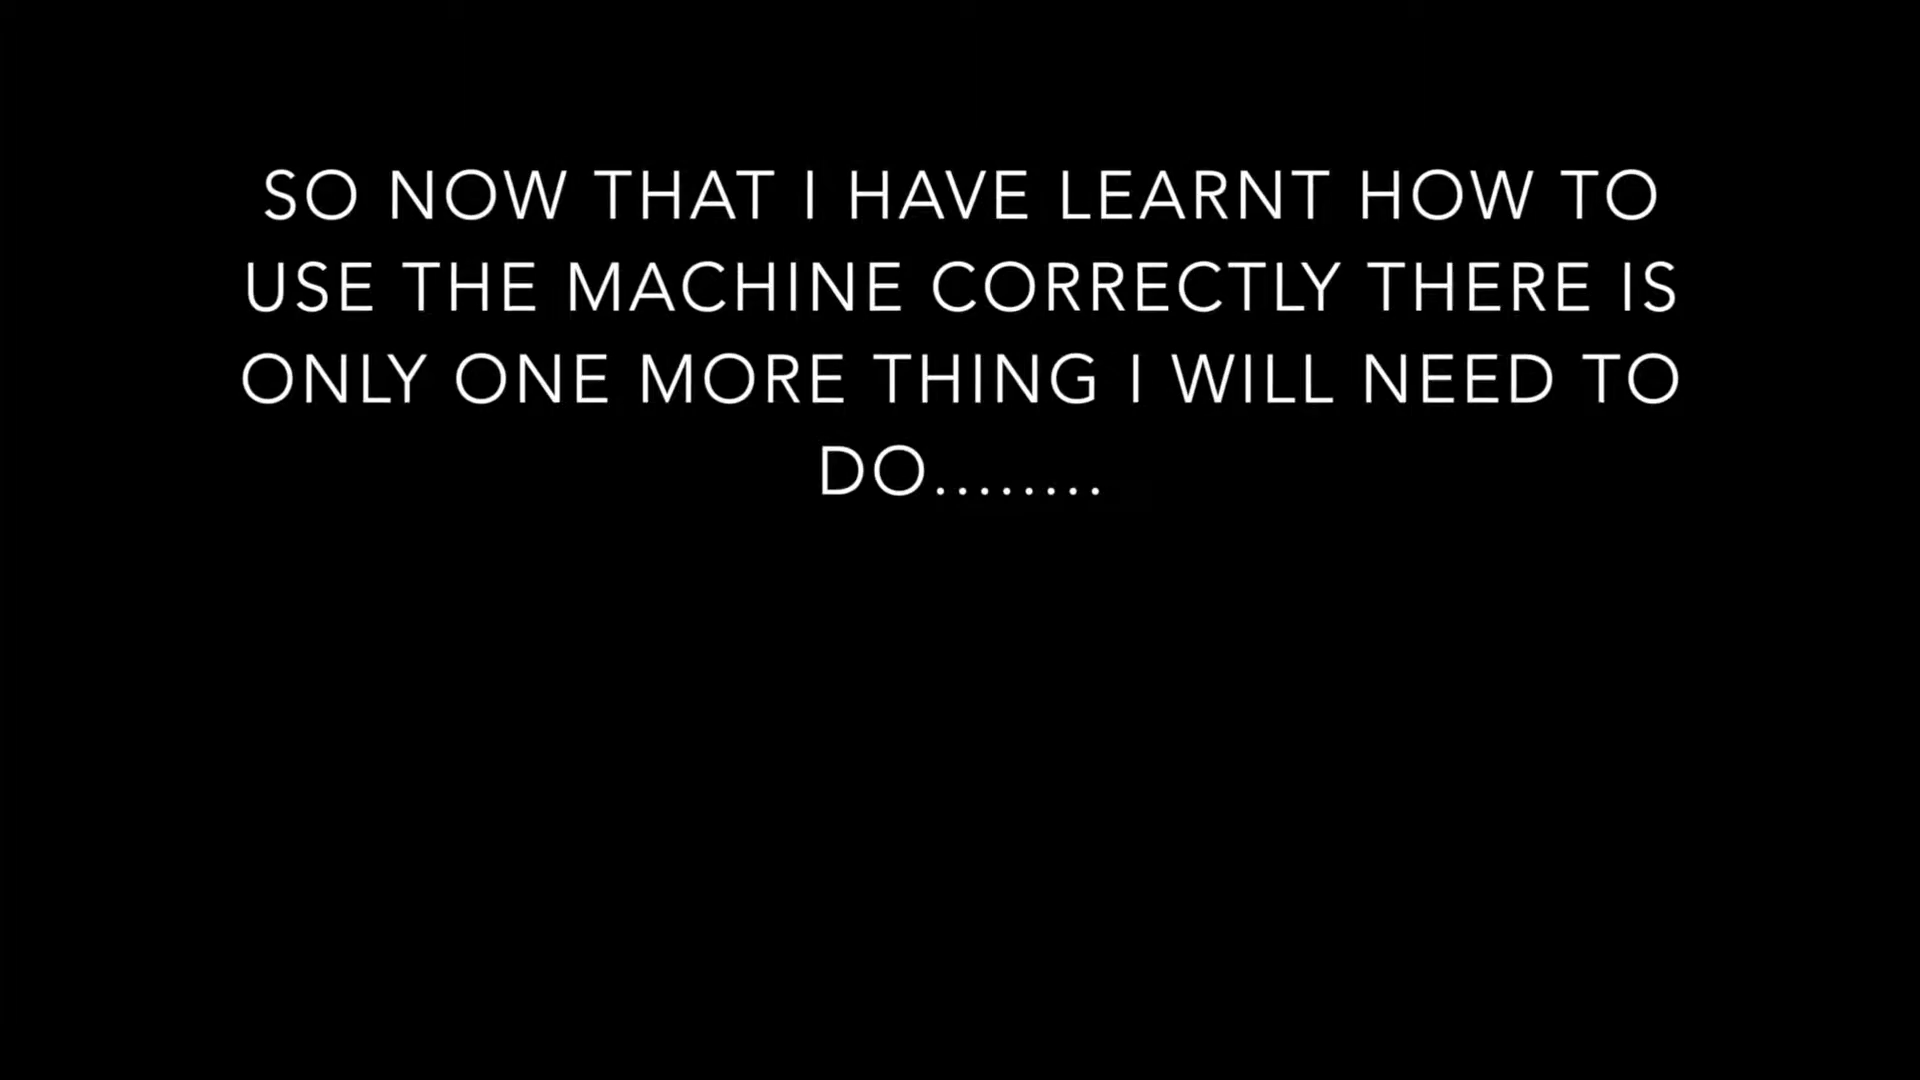 SO NOW THAT I HAVE LEARNT HOW TO
USE THE MACHINE CORRECTLY THERE IS
ONLY ONE MORE THING I WILL NEED TO
DO........